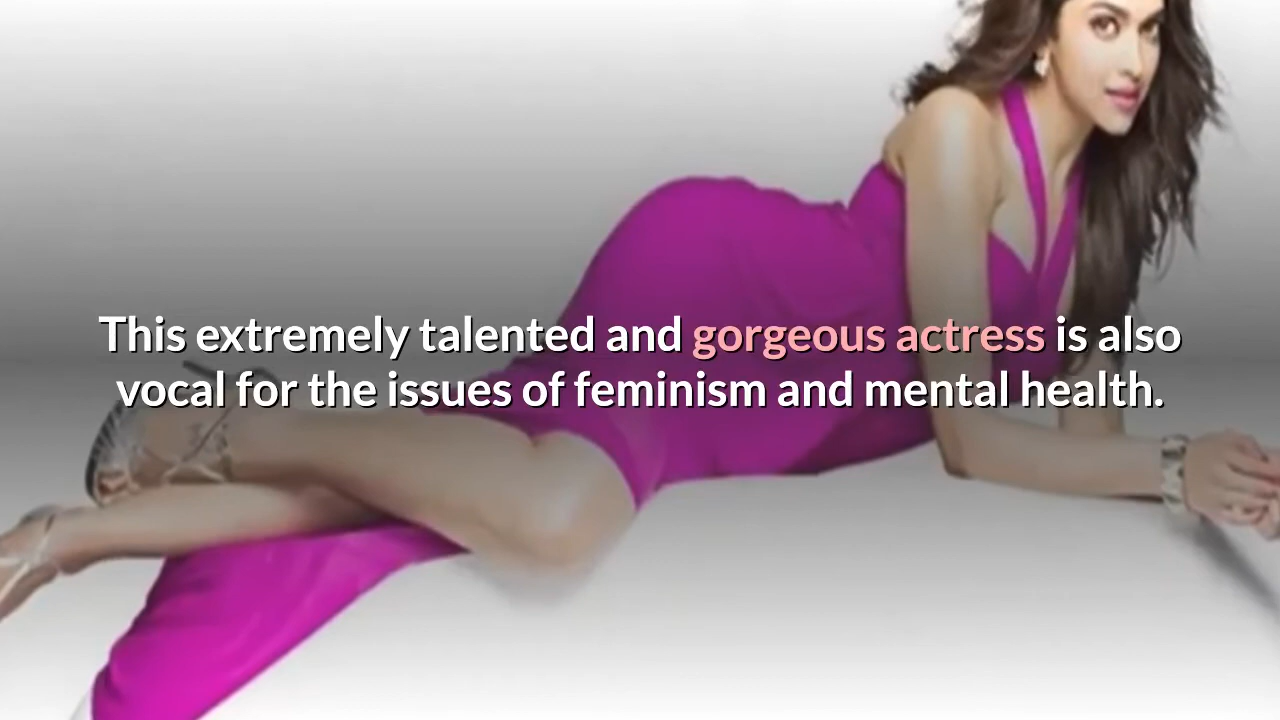 This extremely talented and gorgeous actress is also
vocal for the issues of feminism and mental health.